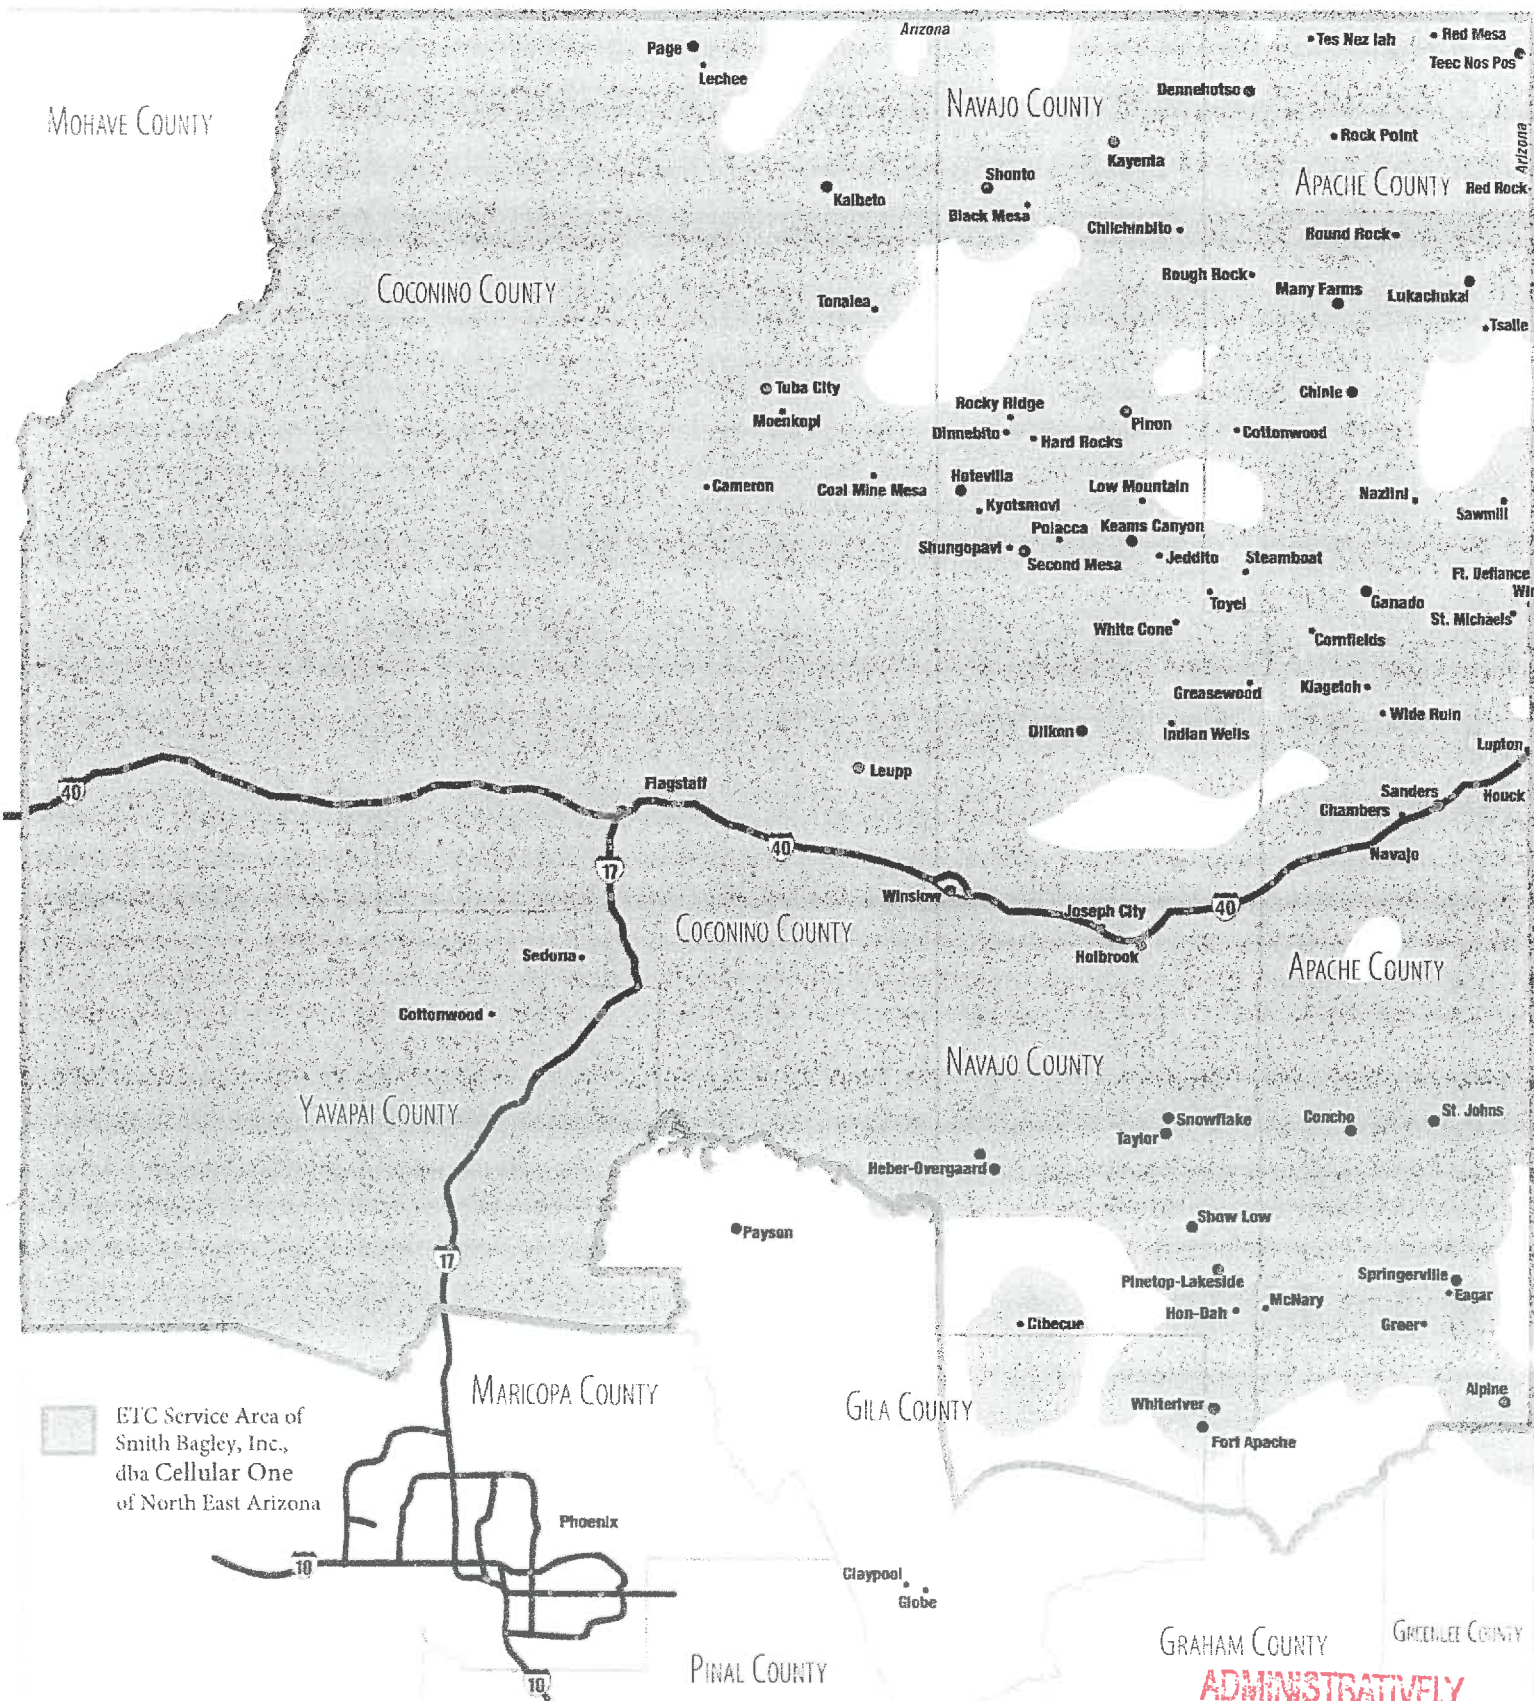 Arizona
Page
Lechee
Tes Nez Iah
Red Mesa
Teec Nos Pos
MOHAVE COUNTY
NAVAJO COUNTY
Dennehotso
Rock Point
Arizona
Kayenta
Shonto
Kaibeto
Black Mesa
APACHE COUNTY
Red Rock
Chilchinbito
Round Rock
COCONINO COUNTY
Rough Rock
Many Farms
Lukachukai
Tonalea
Tsaile
Tuba City
Moenkopi
Rocky Ridge
Dinnebito
Hard Rocks
Pinon
Chinle
Cottonwood
Cameron
Coal Mine Mesa
Hotevilla
Kyotsmovi
Low Mountain
Nazlini
Sawmill
Polacca
Keams Canyon
Shungopavi
Second Mesa
Jeddito
Steamboat
Ft. Defiance
Wi
Toyei
Ganado
St. Michaels
White Cone
Cornfields
Greasewood
Klagetoh
Wide Ruin
Dilkon
Indian Wells
Lupton
Leupp
40
Flagstaff
Sanders
Houck
Chambers
40
Navajo
17
Winslow
Joseph City
40
Holbrook
COCONINO COUNTY
Sedona
APACHE COUNTY
Cottonwood
NAVAJO COUNTY
YAVAPAI COUNTY
Snowflake
Taylor
Concho
St. Johns
Heber-Overgaard
Show Low
Payson
17
Pinetop-Lakeside
Springerville
Eagar
Hon-Dah
McNary
Cibecue
Greer
MARICOPA COUNTY
GILA COUNTY
Alpine
Whiteriver
Fort Apache
ETC Service Area of
Smith Bagley, Inc.,
dba Cellular One
of North East Arizona
Phoenix
10
Claypool
Globe
GRAHAM COUNTY
GREENLEE COUNTY
PINAL COUNTY
10
ADMINISTRATIVELY